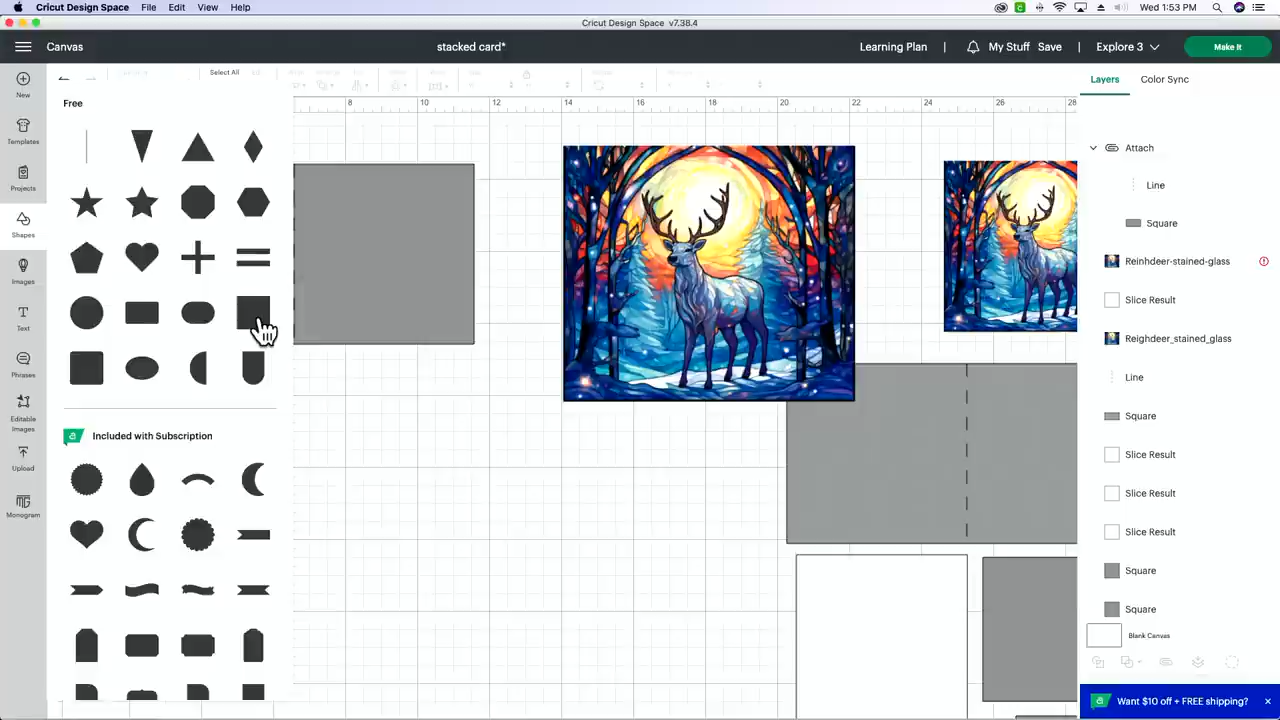 Cricut Design Space File Edit View Help Wed 1:53 PM
Cricut Design Space v7.38.4
Canvas stacked card* Learning Plan My Stuff Save | Explore 3 Make It
New
Templates
Projects
Shapes
Images
Text
Phrases
Editable
Images
Upload
Monogram
Select All
Free
Included with Subscription
8 10 12 14 16 18 20 22 24 26 28
Layers Color Sync
Attach
Line
Square
Reinhdeer-stained-glass
Slice Result
Reighdeer_stained_glass
Line
Square
Slice Result
Slice Result
Slice Result
Square
Square
Blank Canvas
Want $10 off + FREE shipping? ×